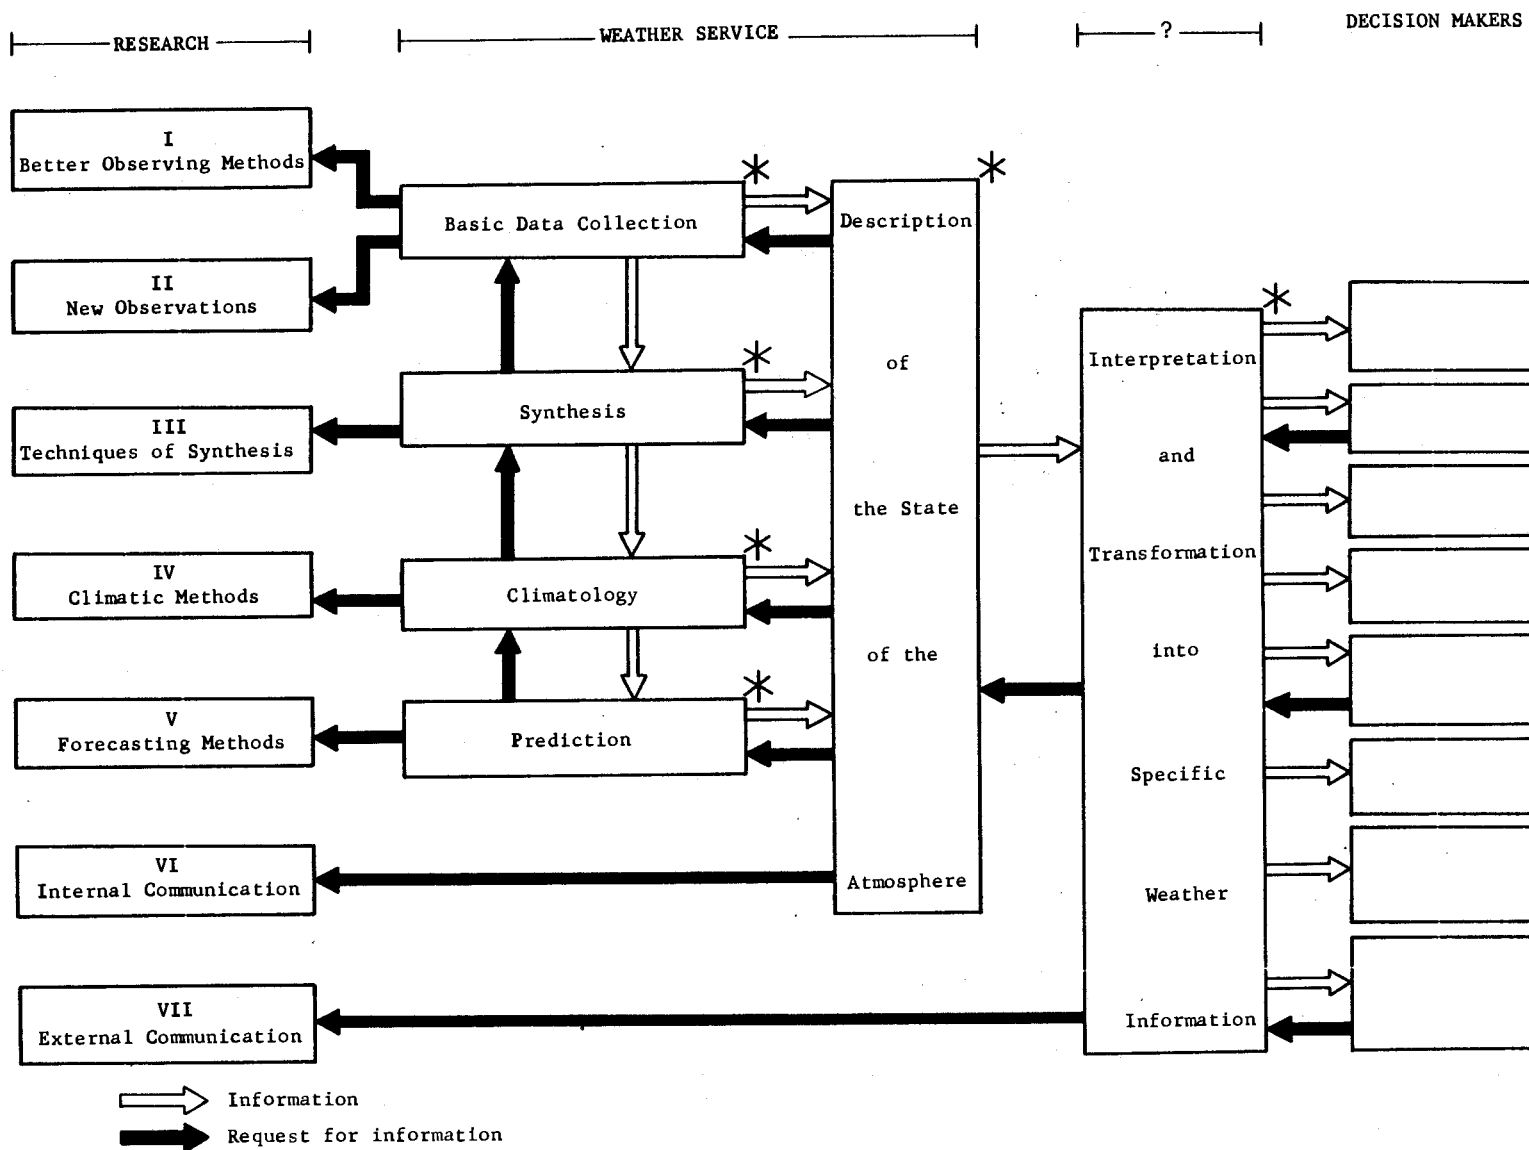 RESEARCH
WEATHER SERVICE
?
DECISION MAKERS
I
Better Observing Methods
II
New Observations
III
Techniques of Synthesis
IV
Climatic Methods
V
Forecasting Methods
VI
Internal Communication
VII
External Communication
Basic Data Collection
Synthesis
Climatology
Prediction
Description
of
the State
of the
Atmosphere
Interpretation
and
Transformation
into
Specific
Weather
Information
Information
Request for information